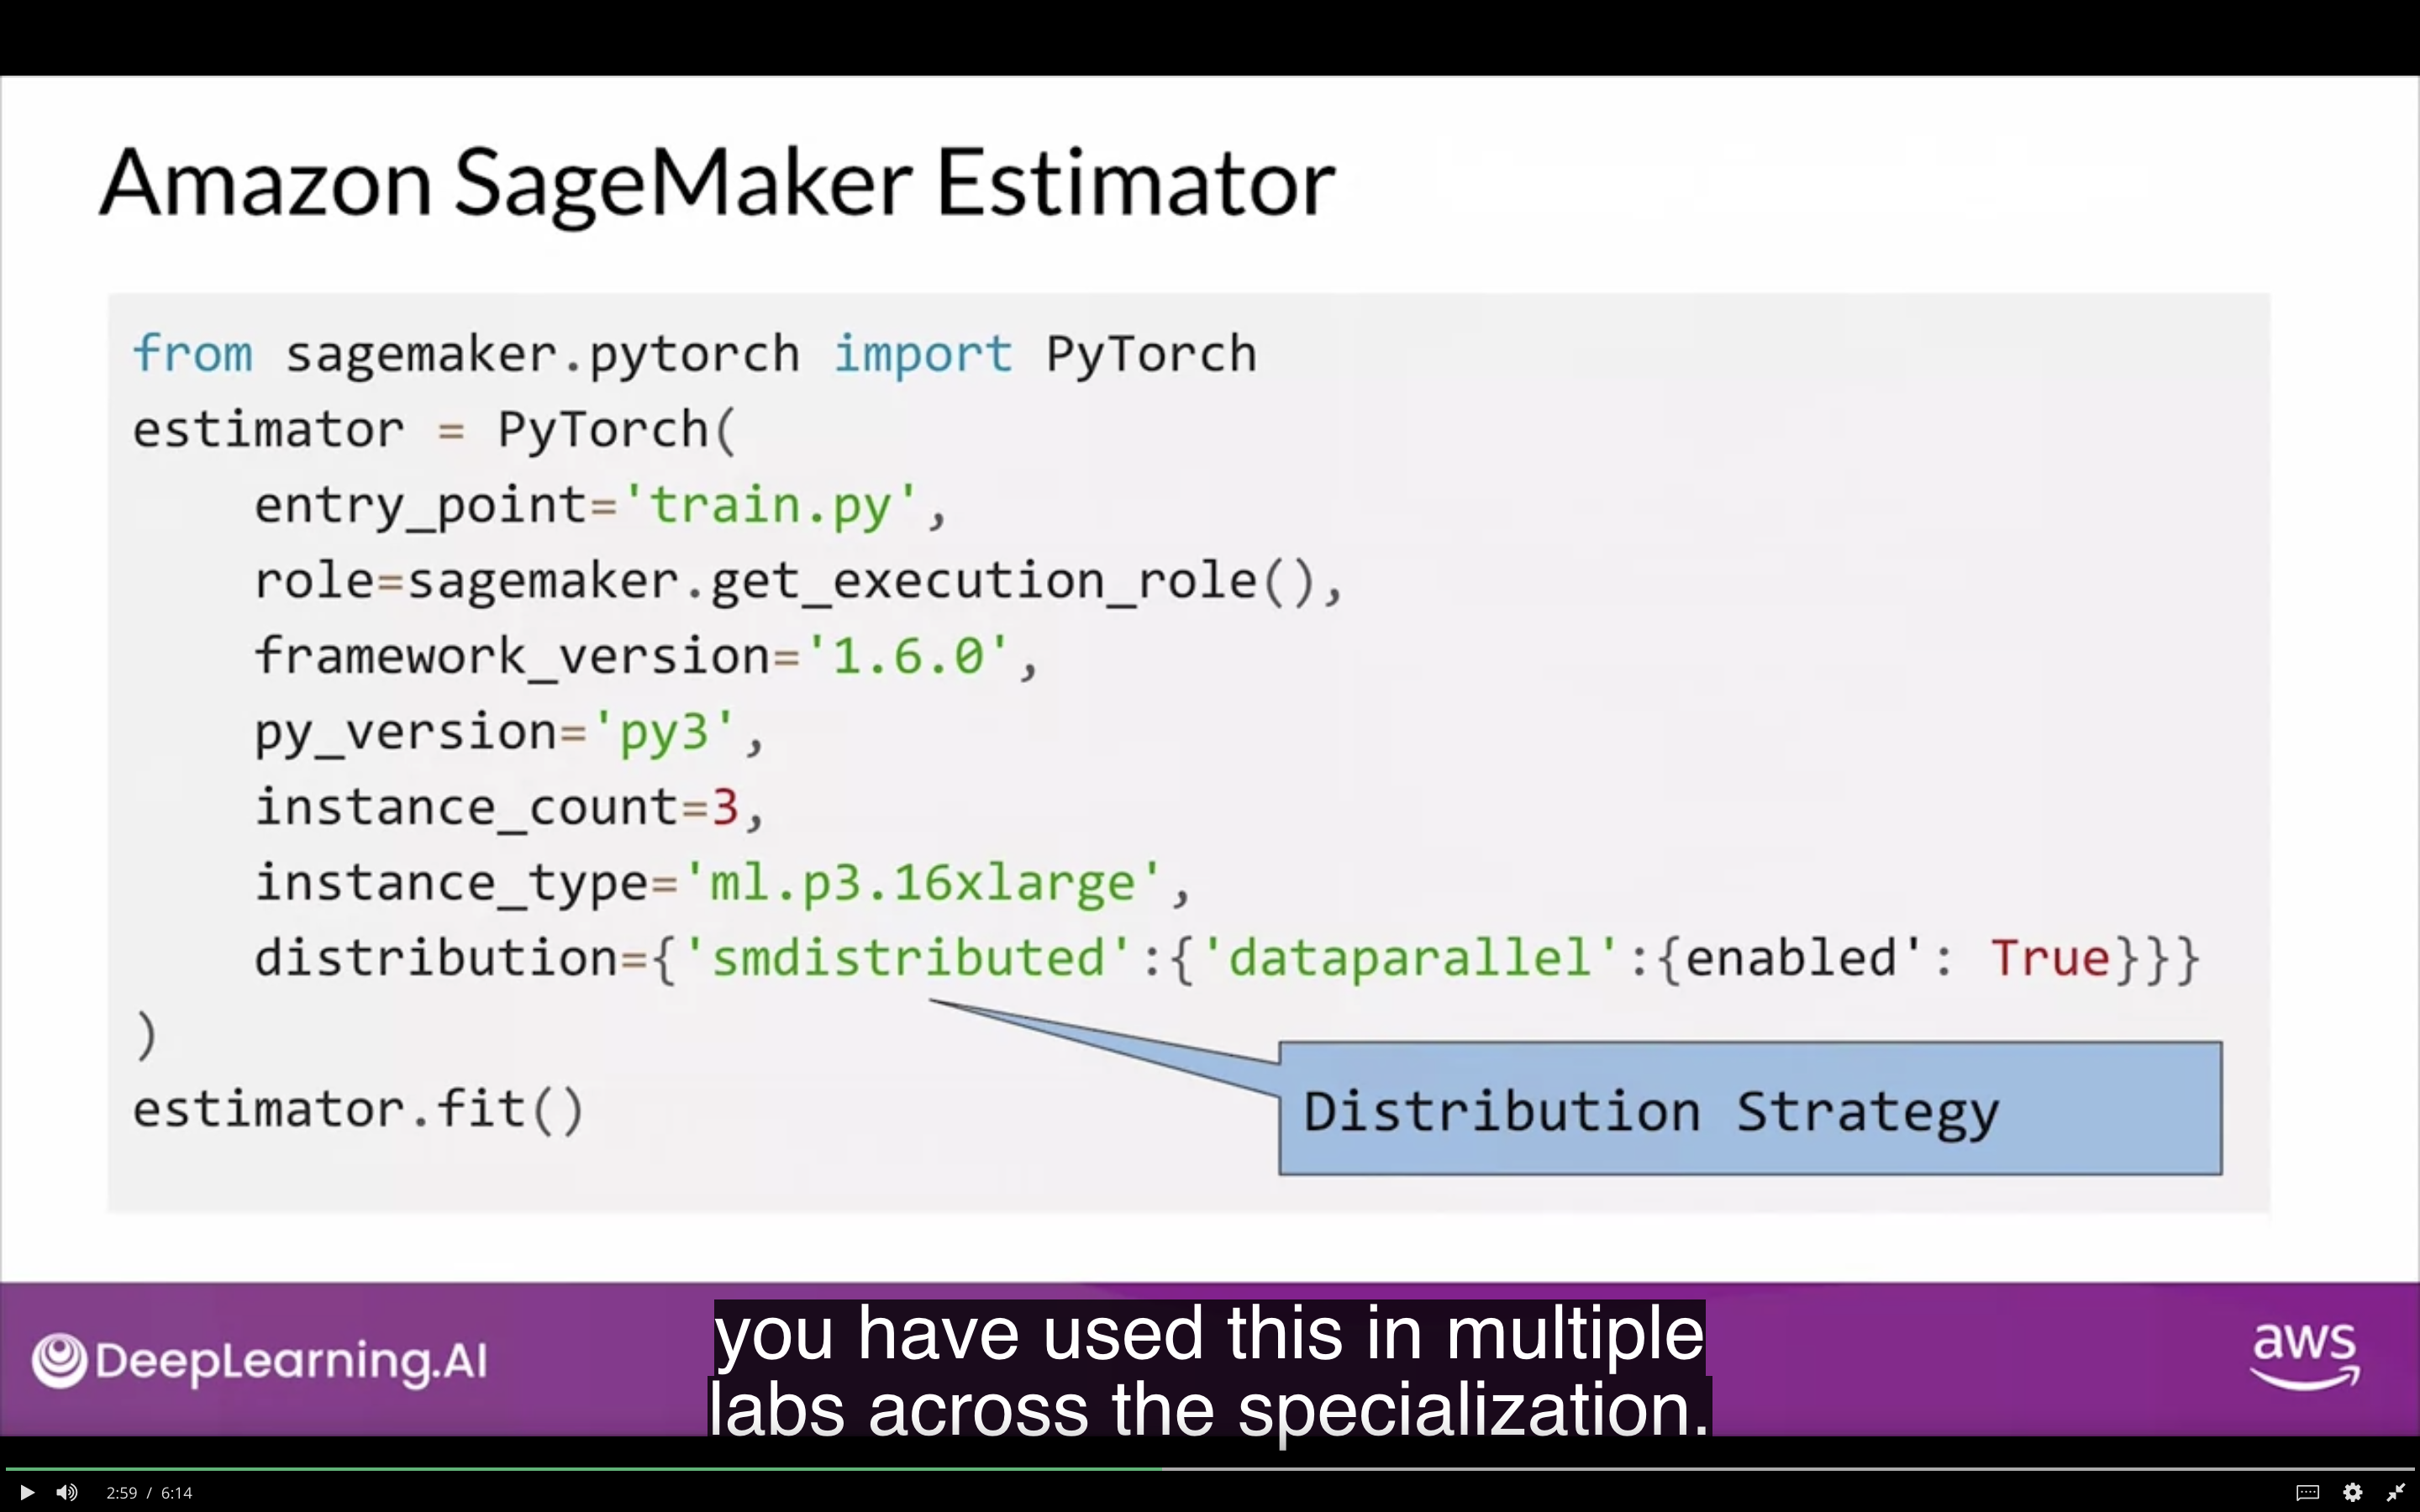 Amazon SageMaker Estimator
from sagemaker.pytorch import PyTorch
estimator = PyTorch(
    entry_point='train.py',
    role=sagemaker.get_execution_role(),
    framework_version='1.6.0',
    py_version='py3',
    instance_count=3,
    instance_type='ml.p3.16xlarge',
    distribution={'smdistributed':{'dataparallel':{enabled': True}}}
)
estimator.fit()
Distribution Strategy
DeepLearning.AI
you have used this in multiple
labs across the specialization.
aws
2:59 / 6:14